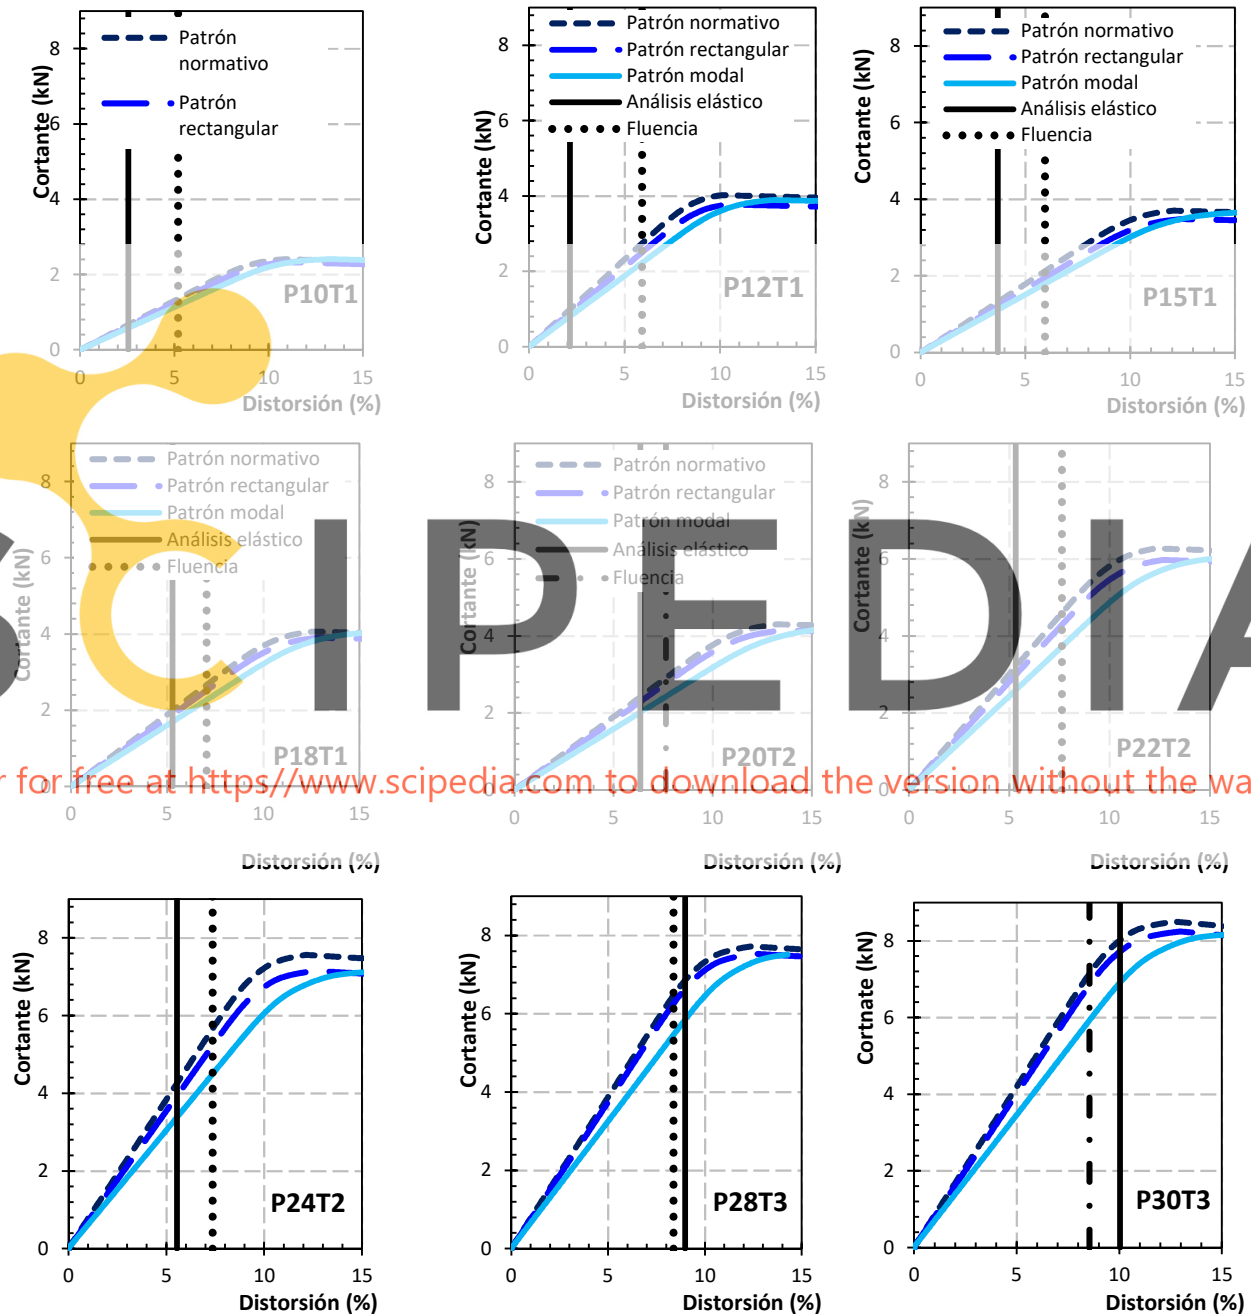 Patrón
normativo
Patrón
rectangular
Cortante (kN)
8
6
4
2
0
0 5 10 15
P10T1
Distorsión (%)
Patrón normativo
Patrón rectangular
Patrón modal
Análisis elástico
Fluencia
Cortante (kN)
8
6
4
2
0
0 5 10 15
P12T1
Distorsión (%)
Patrón normativo
Patrón rectangular
Patrón modal
Análisis elástico
Fluencia
Cortante (kN)
8
6
4
2
0
0 5 10 15
P15T1
Distorsión (%)
Patrón normativo
Patrón rectangular
Patrón modal
Análisis elástico
Fluencia
Cortante (kN)
8
6
4
2
0
0 5 10 15
P18T1
Distorsión (%)
Patrón normativo
Patrón rectangular
Patrón modal
Análisis elástico
Fluencia
Cortante (kN)
8
6
4
2
0
0 5 10 15
P20T2
Distorsión (%)
Cortante (kN)
8
6
4
2
0
0 5 10 15
P22T2
Distorsión (%)
SCIPEDIA
r for free at https://www.scipedia.com to download the version without the wa
Cortante (kN)
8
6
4
2
0
0 5 10 15
P24T2
Distorsión (%)
Cortante (kN)
8
6
4
2
0
0 5 10 15
P28T3
Distorsión (%)
Cortnate (kN)
8
6
4
2
0
0 5 10 15
P30T3
Distorsión (%)